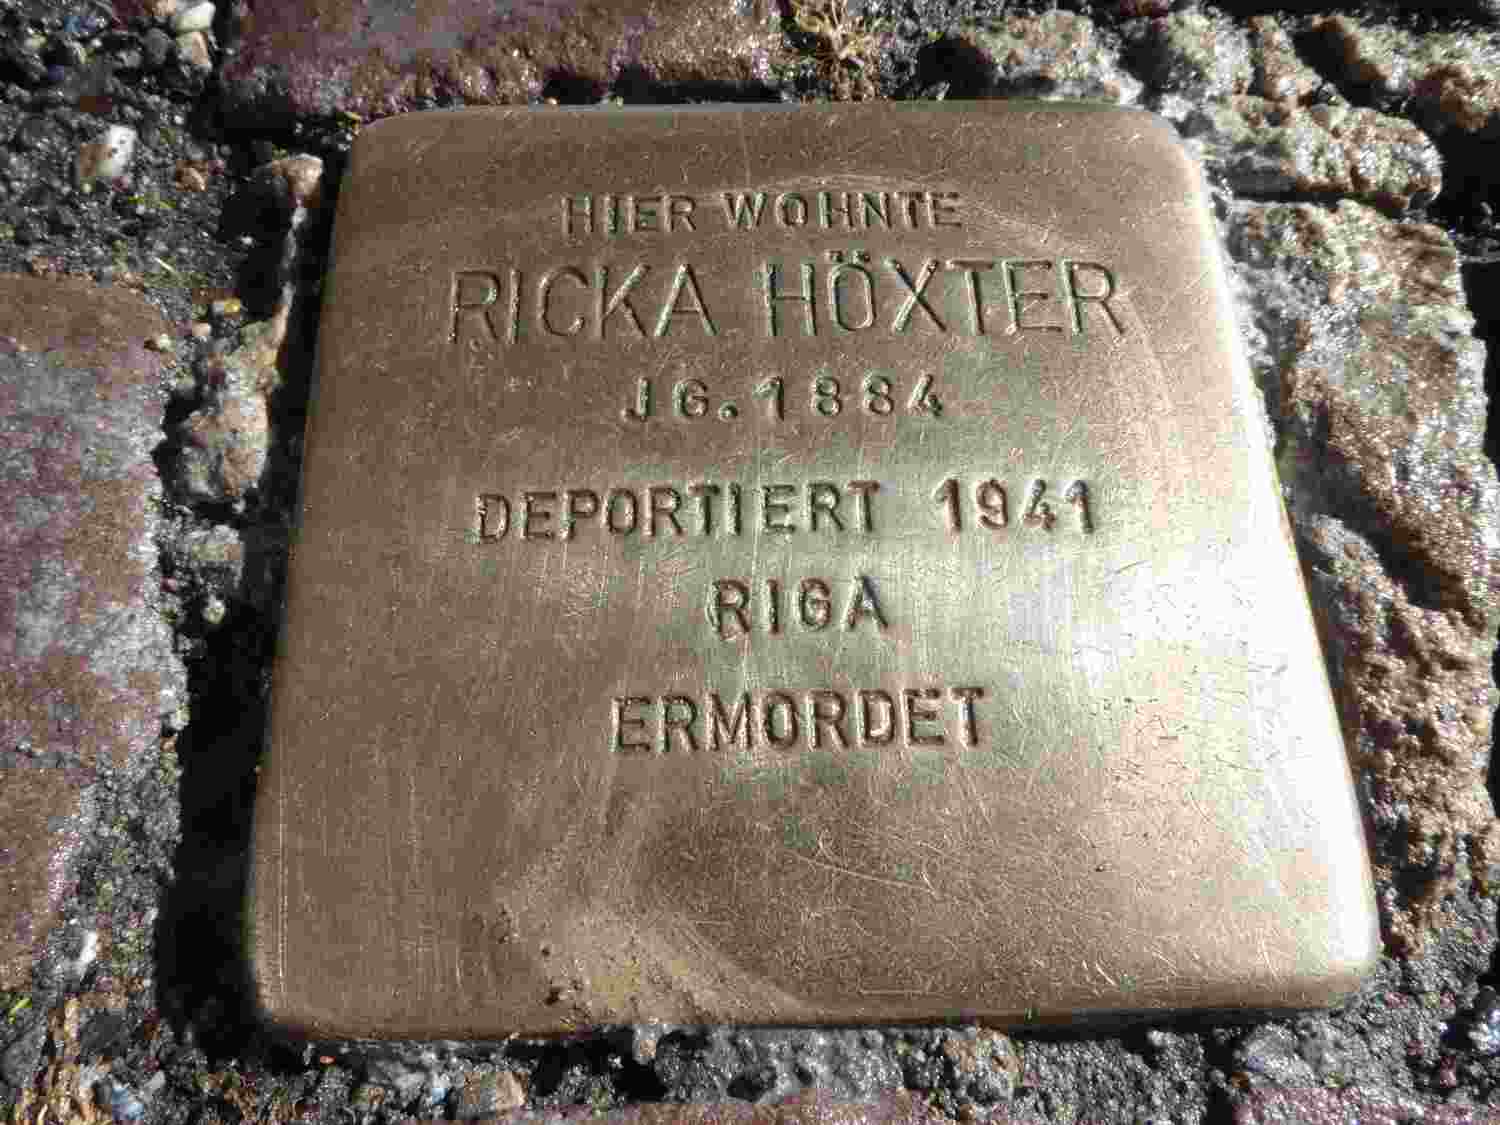 HIER WOHNTE
RICKA HÖXTER
JG. 1884
DEPORTIERT 1941
RIGA
ERMORDET